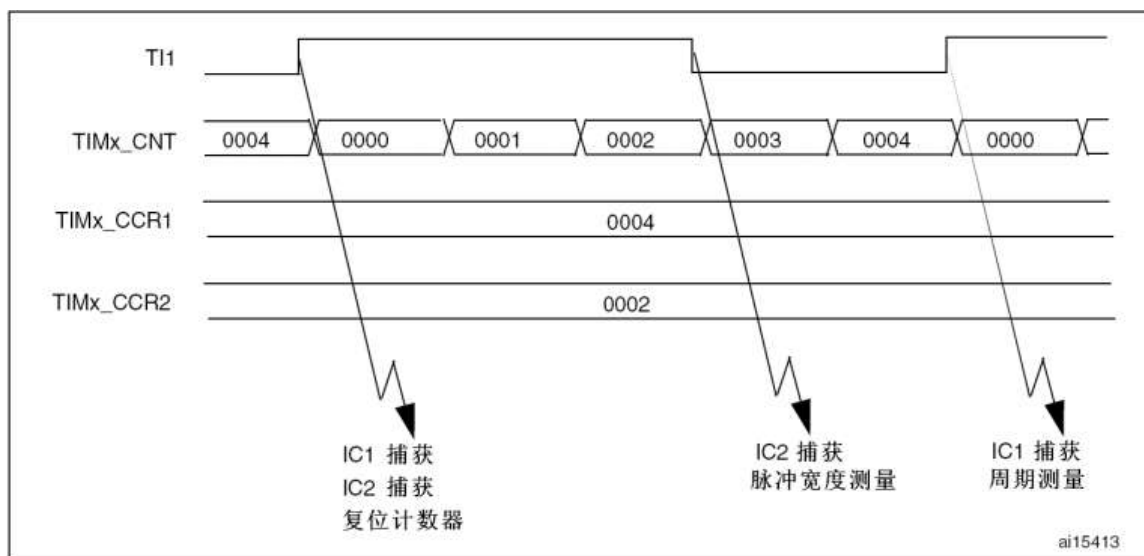 TI1
TIMx_CNT 0004 0000 0001 0002 0003 0004 0000
TIMx_CCR1 0004
TIMx_CCR2 0002
IC1 捕获
IC2 捕获
复位计数器
IC2 捕获
脉冲宽度测量
IC1 捕获
周期测量
ai15413